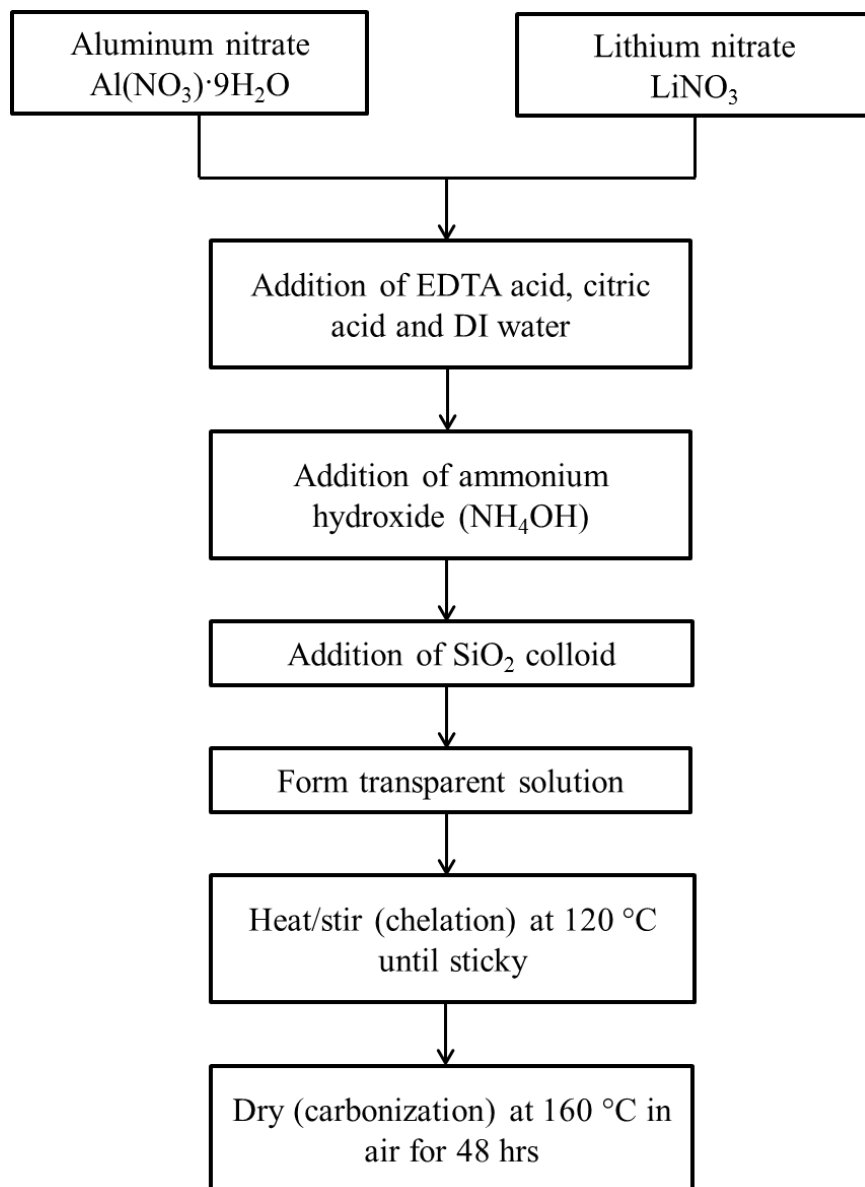 Aluminum nitrate
Al(NO₃)·9H₂O
Lithium nitrate
LiNO₃
Addition of EDTA acid, citric
acid and DI water
Addition of ammonium
hydroxide (NH₄OH)
Addition of SiO₂ colloid
Form transparent solution
Heat/stir (chelation) at 120 °C
until sticky
Dry (carbonization) at 160 °C in
air for 48 hrs